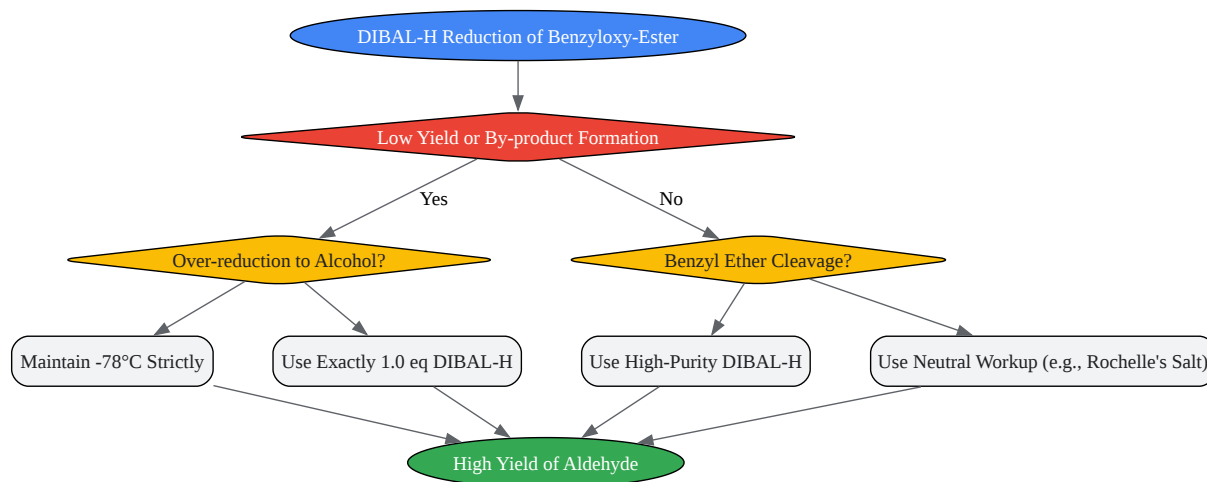 DIBAL-H Reduction of Benzyloxy-Ester
Low Yield or By-product Formation
Yes
No
Over-reduction to Alcohol?
Benzyl Ether Cleavage?
Maintain -78°C Strictly
Use Exactly 1.0 eq DIBAL-H
Use High-Purity DIBAL-H
Use Neutral Workup (e.g., Rochelle's Salt)
High Yield of Aldehyde